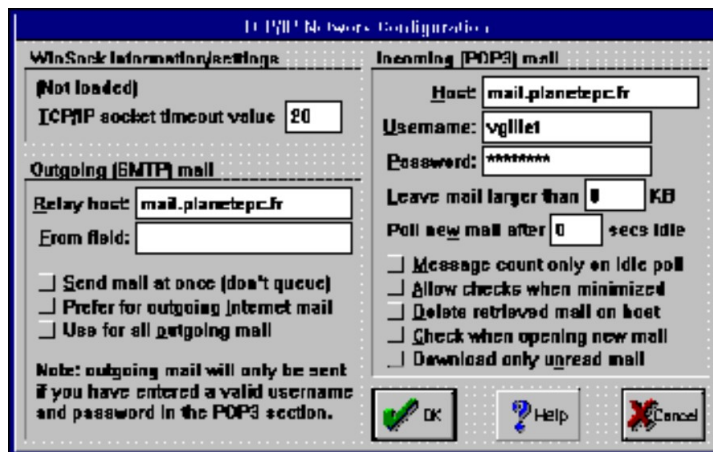 TCP/IP Network Configuration
WinSock information/settings
(Not loaded)
TCP/IP socket timeout value 20
Outgoing (SMTP) mail
Relay host: mail.planetepc.fr
From field:
Send mail at once (don't queue)
Prefer for outgoing Internet mail
Use for all outgoing mail
Note: outgoing mail will only be sent
if you have entered a valid username
and password in the POP3 section.
Incoming (POP3) mail
Host: mail.planetepc.fr
Username:
Password: ********
Leave mail larger than 0 KB
Poll new mail after 0 secs idle
Message count only on idle poll
Allow checks when minimized
Delete retrieved mail on host
Check when opening new mail
Download only unread mail
OK
Help
Cancel